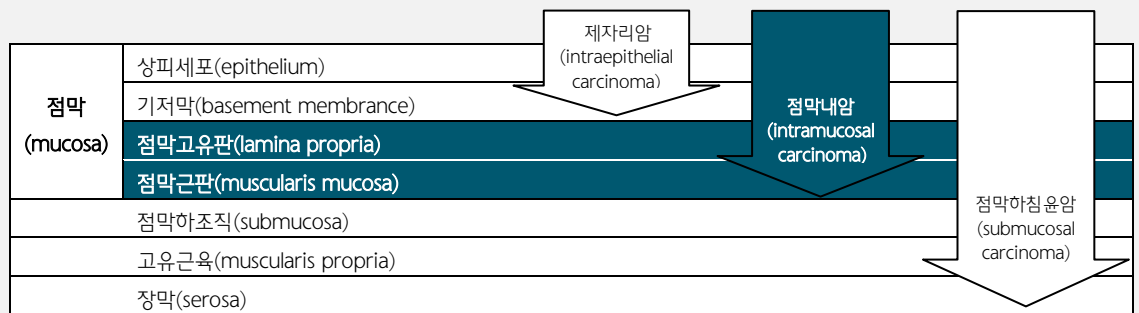 제자리암
(intraepithelial
carcinoma)
점막내암
(intramucosal
carcinoma)
점막하침윤암
(submucosal
carcinoma)
점막
(mucosa)
상피세포(epithelium)
기저막(basement membrance)
점막고유판(lamina propria)
점막근판(muscularis mucosa)
점막하조직(submucosa)
고유근육(muscularis propria)
장막(serosa)